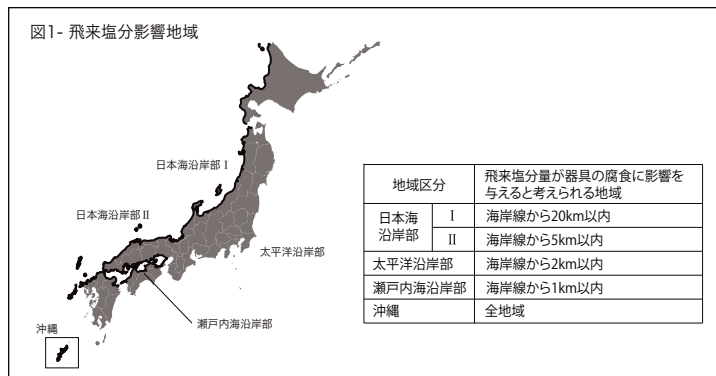 図1- 飛来塩分影響地域
日本海沿岸部Ⅰ
日本海沿岸部Ⅱ
太平洋沿岸部
瀬戸内海沿岸部
沖縄
地域区分
飛来塩分量が器具の腐食に影響を
与えると考えられる地域
日本海
沿岸部
Ⅰ
海岸線から20km以内
Ⅱ
海岸線から5km以内
太平洋沿岸部
海岸線から2km以内
瀬戸内海沿岸部
海岸線から1km以内
沖縄
全地域